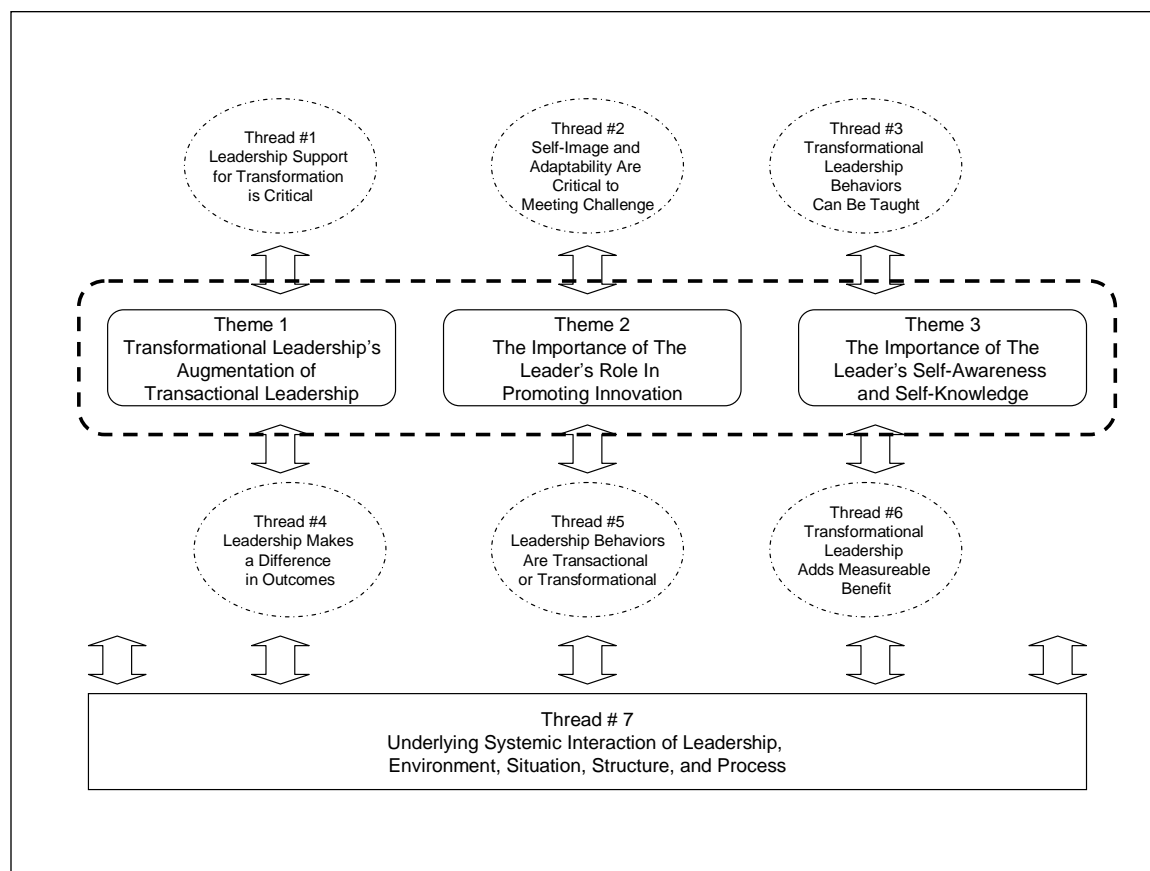 Thread #1
Leadership Support
for Transformation
is Critical
Thread #2
Self-Image and
Adaptability Are
Critical to
Meeting Challenge
Thread #3
Transformational
Leadership
Behaviors
Can Be Taught
Theme 1
Transformational Leadership's
Augmentation of
Transactional Leadership
Theme 2
The Importance of The
Leader's Role In
Promoting Innovation
Theme 3
The Importance of The
Leader's Self-Awareness
and Self-Knowledge
Thread #4
Leadership Makes
a Difference
in Outcomes
Thread #5
Leadership Behaviors
Are Transactional
or Transformational
Thread #6
Transformational
Leadership
Adds Measureable
Benefit
Thread # 7
Underlying Systemic Interaction of Leadership,
Environment, Situation, Structure, and Process